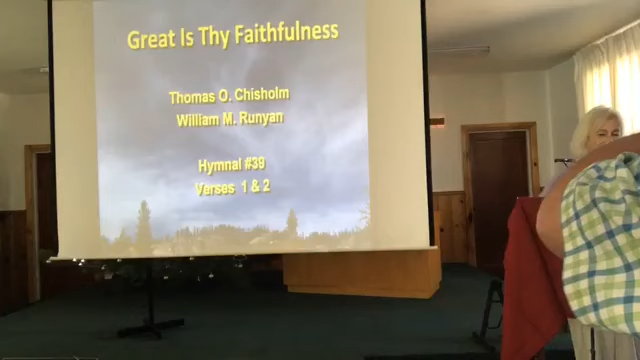 Great Is Thy Faithfulness
Thomas O. Chisholm
William M. Runyan
Hymnal #39
Verses 1 & 2